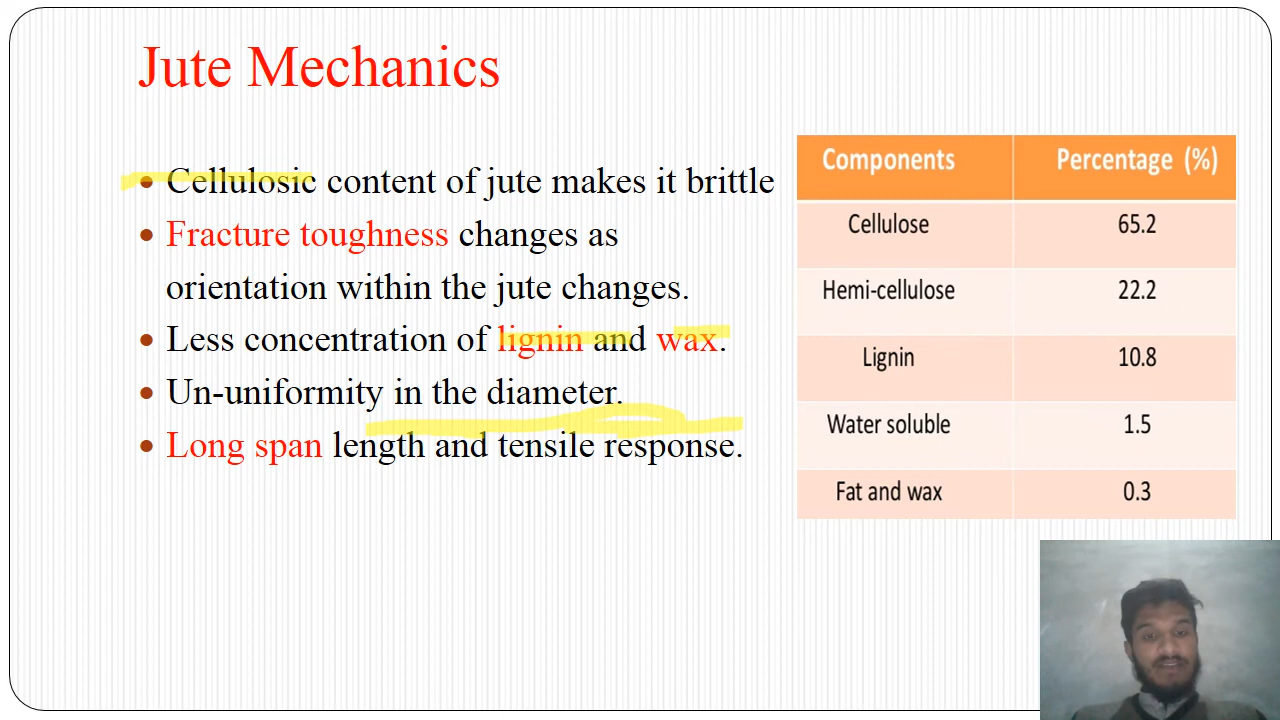 Jute Mechanics
• Cellulosic content of jute makes it brittle
• Fracture toughness changes as
orientation within the jute changes.
• Less concentration of lignin and wax.
• Un-uniformity in the diameter.
• Long span length and tensile response.
Components Percentage (%)
Cellulose 65.2
Hemi-cellulose 22.2
Lignin 10.8
Water soluble 1.5
Fat and wax 0.3